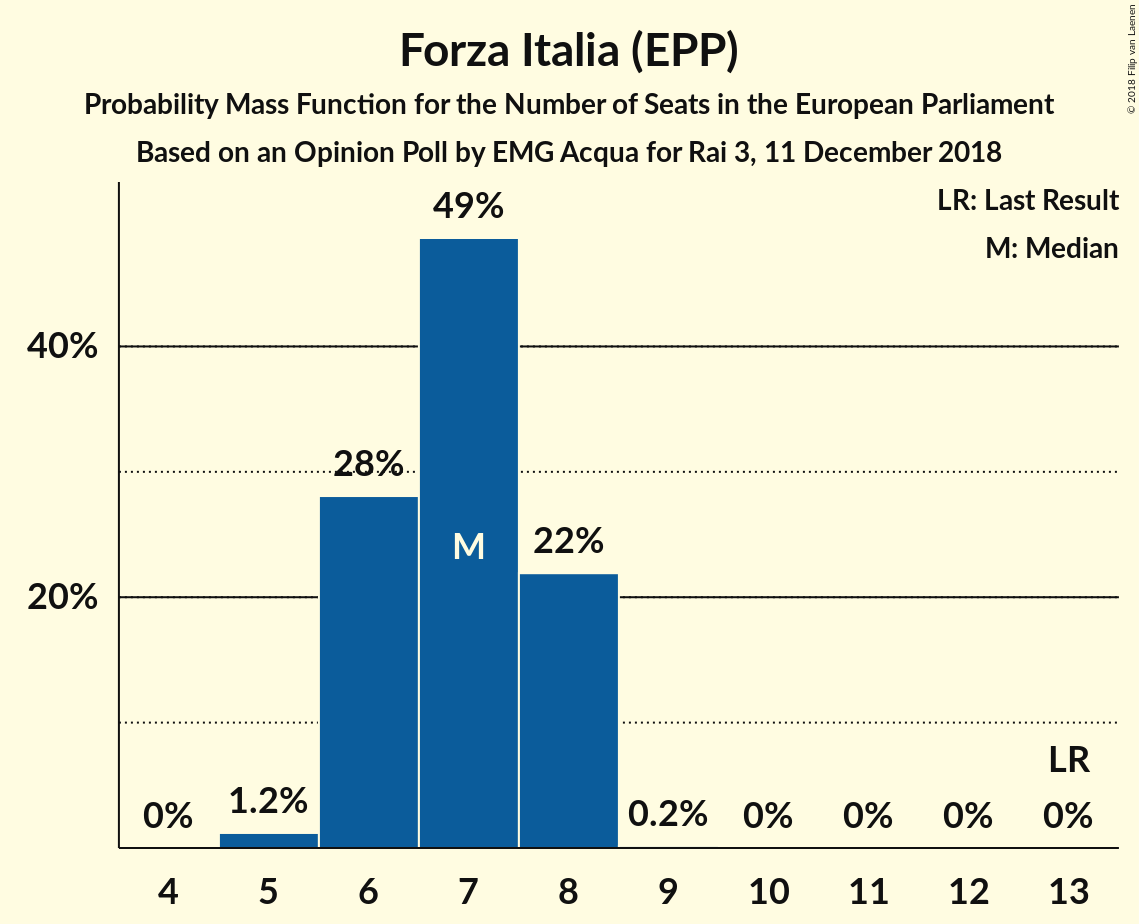 Forza Italia (EPP)
Probability Mass Function for the Number of Seats in the European Parliament
Based on an Opinion Poll by EMG Acqua for Rai 3, 11 December 2018
© 2018 Filip van Laenen
LR: Last Result
M: Median
49%
40%
28%
M
22%
20%
LR
0% 1.2% 0.2% 0% 0% 0% 0%
4 5 6 7 8 9 10 11 12 13